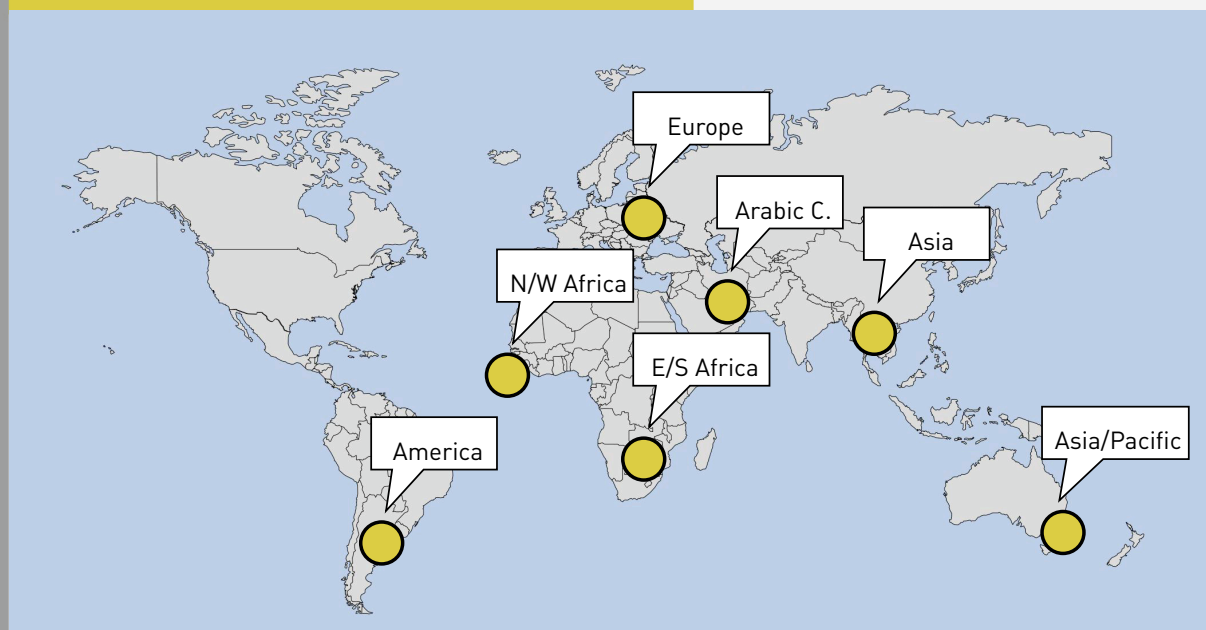 Europe
Arabic C.
Asia
N/W Africa
E/S Africa
America
Asia/Pacific